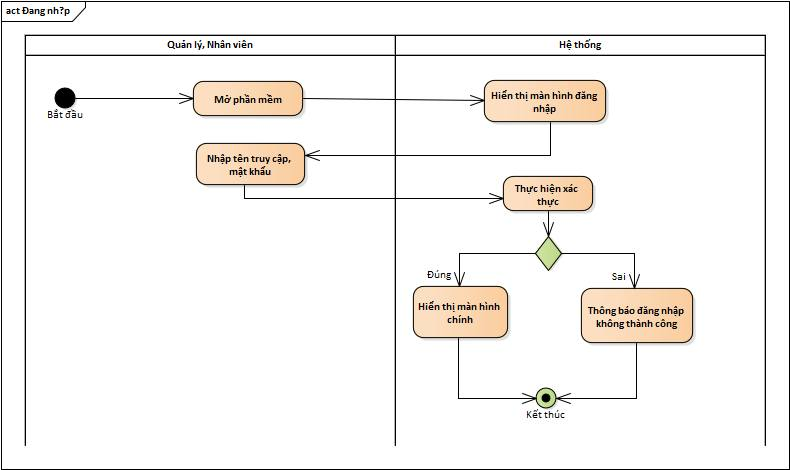 act Đang nh?p
Quản lý, Nhân viên
Hệ thống
Bắt đầu
Mở phần mềm
Hiển thị màn hình đăng
nhập
Nhập tên truy cập,
mật khẩu
Thực hiện xác
thực
Đúng
Sai
Hiển thị màn hình
chính
Thông báo đăng nhập
không thành công
Kết thúc